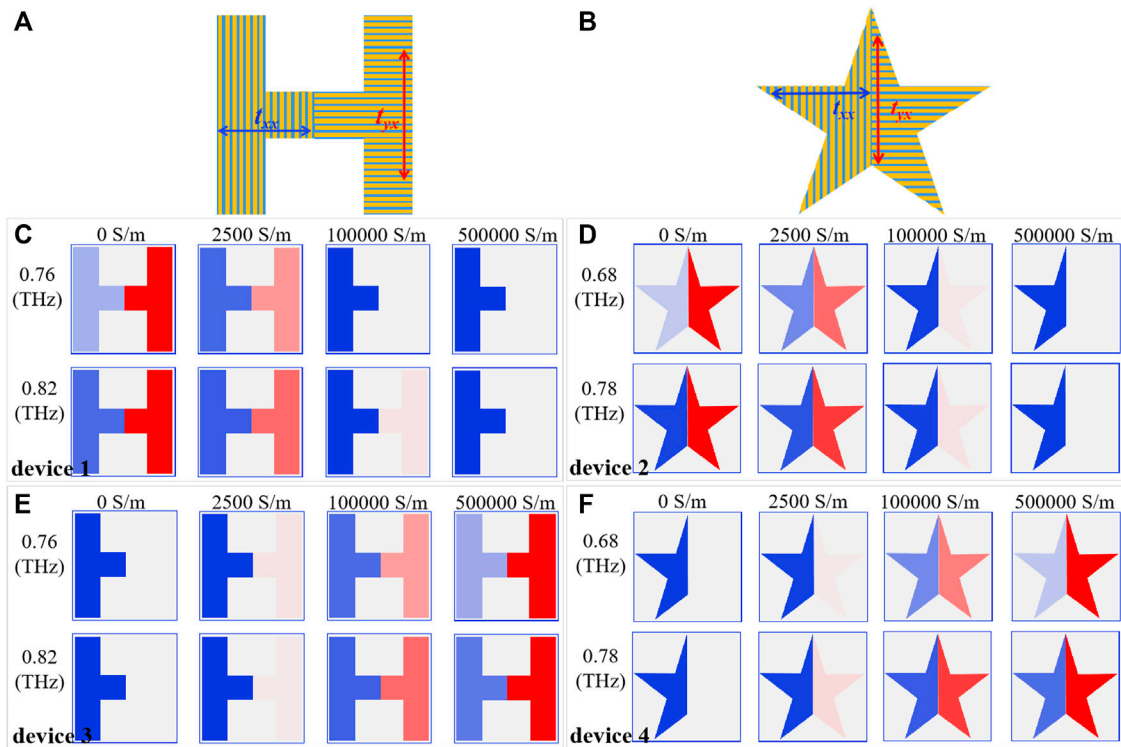 A
B
t_xx
t_yx
t_xx
t_yx
C
0 S/m 2500 S/m 100000 S/m 500000 S/m
0.76
(THz)
0.82
(THz)
device 1
D
0 S/m 2500 S/m 100000 S/m 500000 S/m
0.68
(THz)
0.78
(THz)
device 2
E
0 S/m 2500 S/m 100000 S/m 500000 S/m
0.76
(THz)
0.82
(THz)
device 3
F
0 S/m 2500 S/m 100000 S/m 500000 S/m
0.68
(THz)
0.78
(THz)
device 4